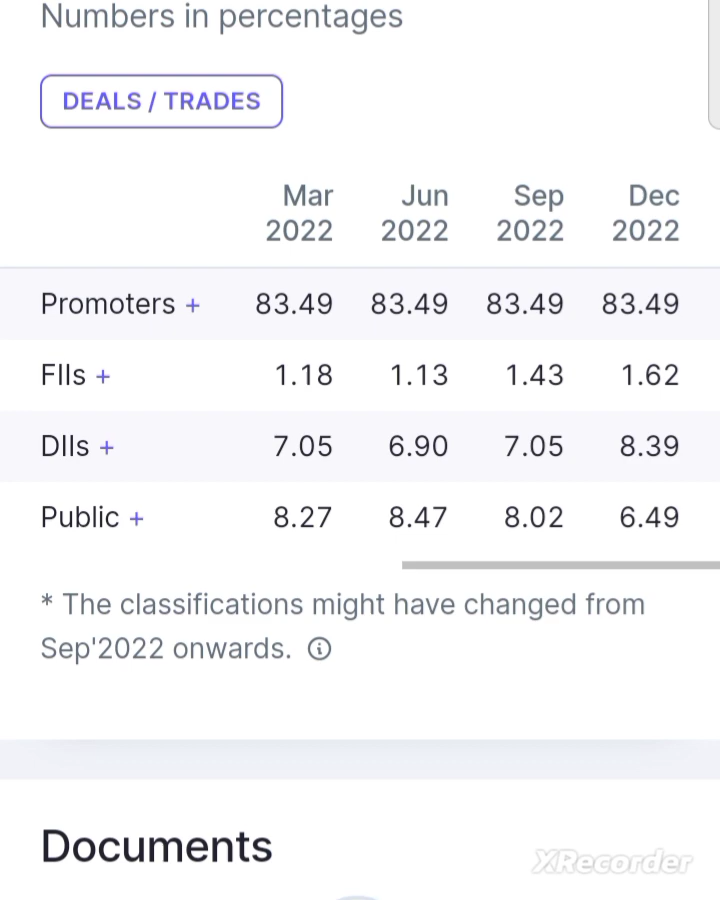 Numbers in percentages
DEALS / TRADES
Mar Jun Sep Dec
2022 2022 2022 2022
Promoters + 83.49 83.49 83.49 83.49
FIIs + 1.18 1.13 1.43 1.62
DIIs + 7.05 6.90 7.05 8.39
Public + 8.27 8.47 8.02 6.49
* The classifications might have changed from
Sep'2022 onwards.
Documents
XRecorder